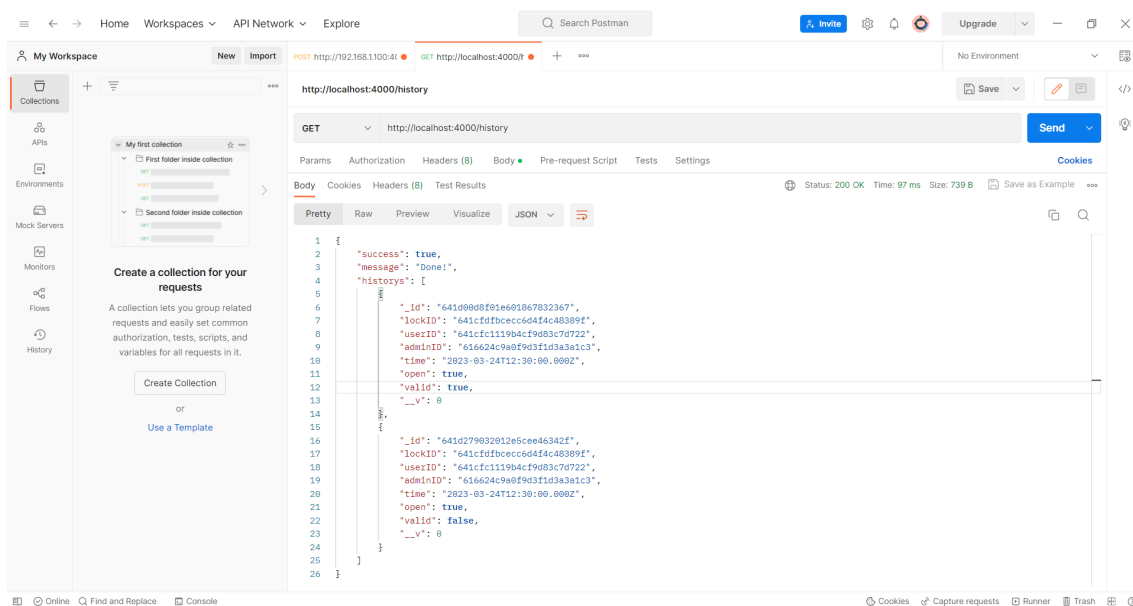 Home Workspaces API Network Explore Search Postman Invite Upgrade
My Workspace New Import POST http://192.168.1.100:4( GET http://localhost:4000/h No Environment
Collections
APIs
Environments
Mock Servers
Monitors
Flows
History
My first collection
First folder inside collection
GET
POST
GET
Second folder inside collection
GET
GET
Create a collection for your
requests
A collection lets you group related
requests and easily set common
authorization, tests, scripts, and
variables for all requests in it.
Create Collection
or
Use a Template
http://localhost:4000/history Save
GET http://localhost:4000/history Send
Params Authorization Headers (8) Body Pre-request Script Tests Settings Cookies
Body Cookies Headers (8) Test Results Status: 200 OK Time: 97 ms Size: 739 B Save as Example
Pretty Raw Preview Visualize JSON
1 {
2 "success": true,
3 "message": "Done!",
4 "historys": [
5 {
6 "_id": "641d00d8f01e601867832367",
7 "lockID": "641cfdfbcecc6d4f4c48389f",
8 "userID": "641cfc1119b4cf9d83c7d722",
9 "adminID": "616624c9a0f9d3f1d3a3a1c3",
10 "time": "2023-03-24T12:30:00.000Z",
11 "open": true,
12 "valid": true,
13 "__v": 0
14 },
15 {
16 "_id": "641d279032012e5cee46342f",
17 "lockID": "641cfdfbcecc6d4f4c48389f",
18 "userID": "641cfc1119b4cf9d83c7d722",
19 "adminID": "616624c9a0f9d3f1d3a3a1c3",
20 "time": "2023-03-24T12:30:00.000Z",
21 "open": true,
22 "valid": false,
23 "__v": 0
24 }
25 ]
26 }
Online Find and Replace Console Cookies Capture requests Runner Trash